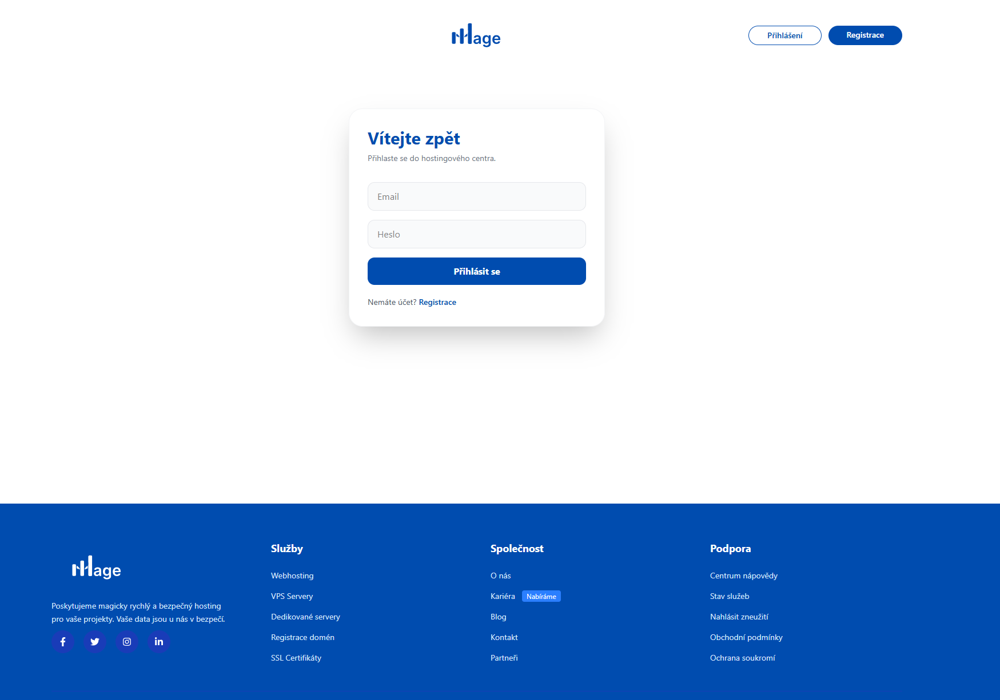 Mage
Přihlášení
Registrace
Vítejte zpět
Přihlaste se do hostingového centra.
Email
Heslo
Přihlásit se
Nemáte účet? Registrace
Mage
Poskytujeme magicky rychlý a bezpečný hosting
pro vaše projekty. Vaše data jsou u nás v bezpečí.
Služby
Webhosting
VPS Servery
Dedikované servery
Registrace domén
SSL Certifikáty
Společnost
O nás
Kariéra Nabíráme
Blog
Kontakt
Partneři
Podpora
Centrum nápovědy
Stav služeb
Nahlásit zneužití
Obchodní podmínky
Ochrana soukromí